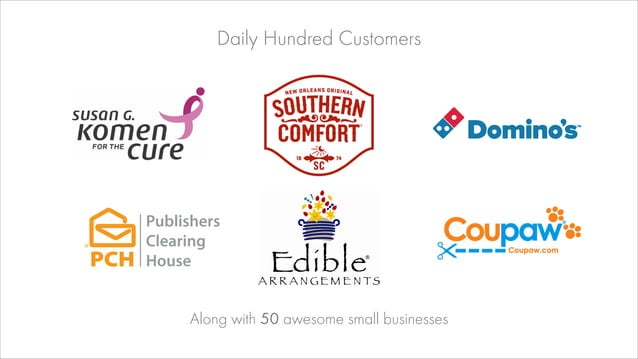 Daily Hundred Customers
SUSAN G.
Komen
FOR THE
cure
NEW ORLEANS ORIGINAL
SOUTHERN
COMFORT
18 74
SC
Domino's™
Publishers
Clearing
House
PCH
Edible®
ARRANGEMENTS
Coupaw
Coupaw.com
Along with 50 awesome small businesses